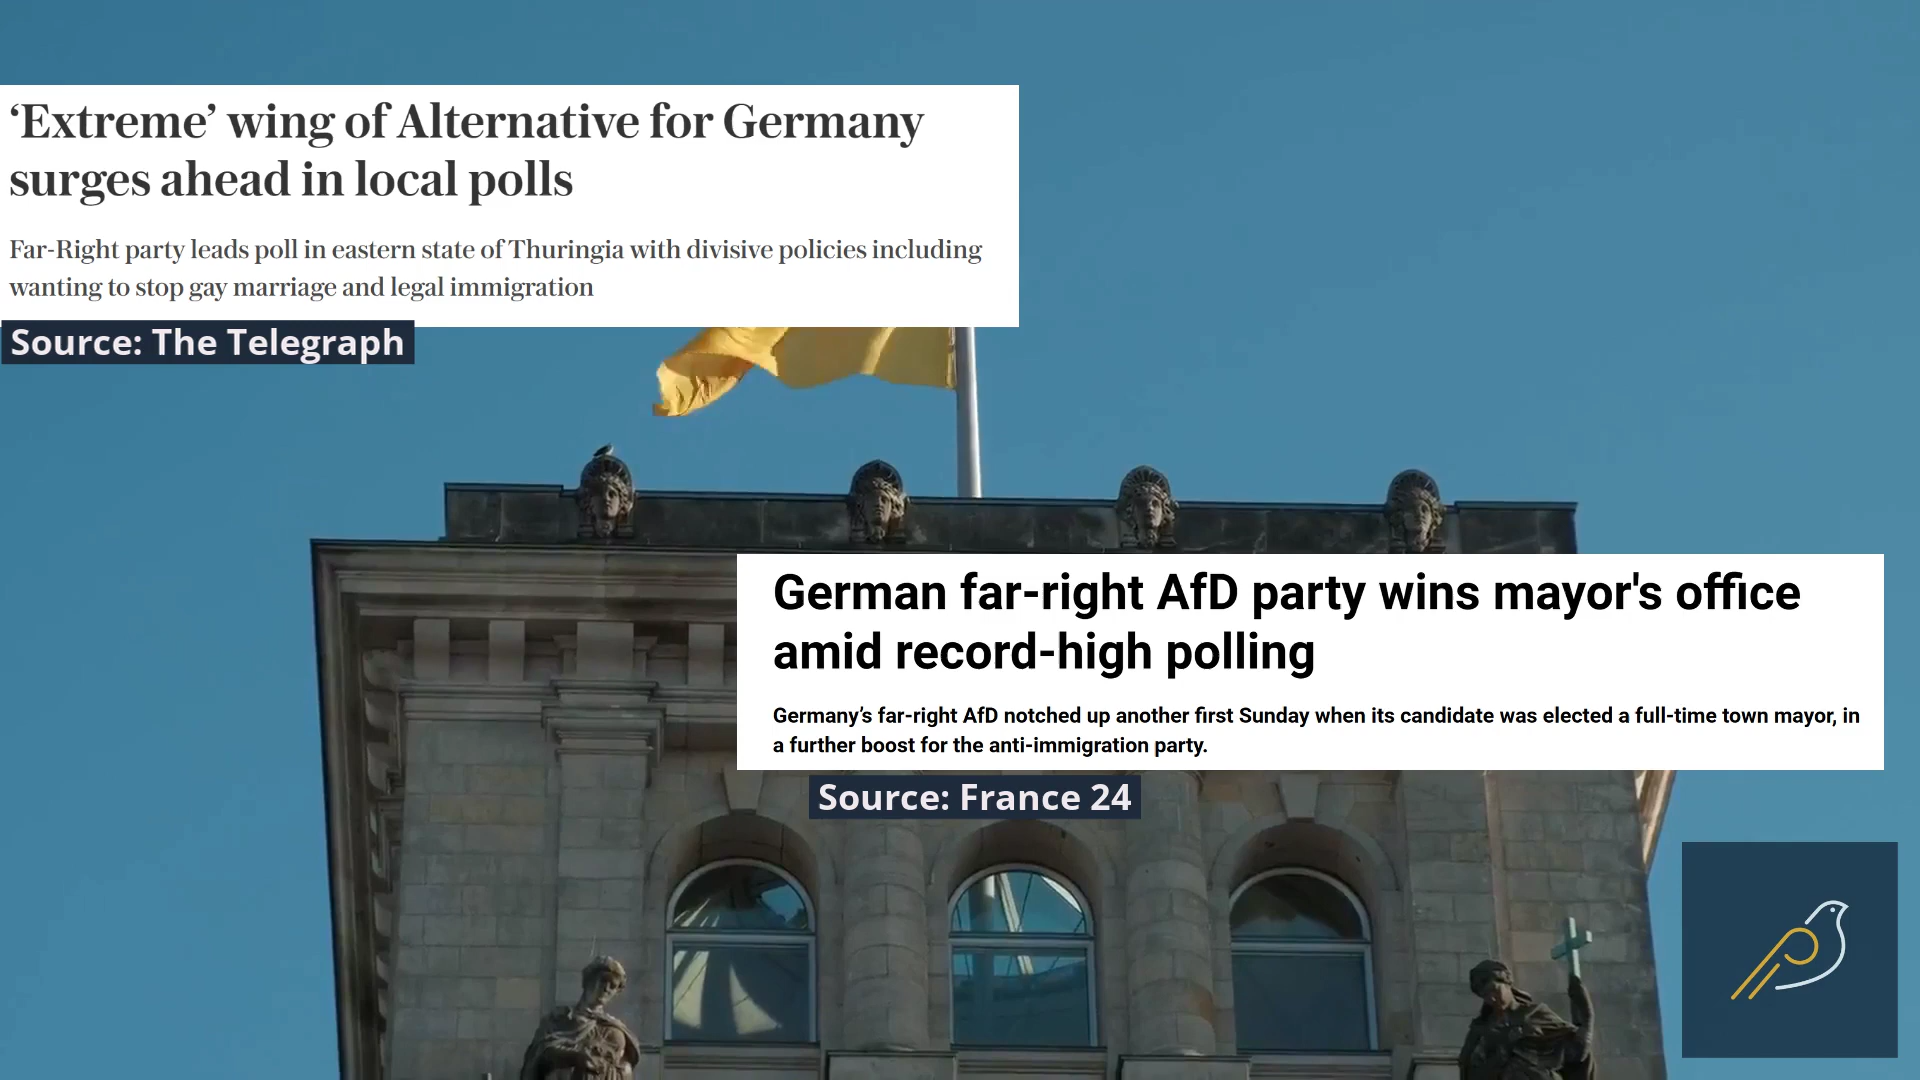 ‘Extreme’ wing of Alternative for Germany
surges ahead in local polls
Far-Right party leads poll in eastern state of Thuringia with divisive policies including
wanting to stop gay marriage and legal immigration
Source: The Telegraph
German far-right AfD party wins mayor's office
amid record-high polling
Germany’s far-right AfD notched up another first Sunday when its candidate was elected a full-time town mayor, in
a further boost for the anti-immigration party.
Source: France 24